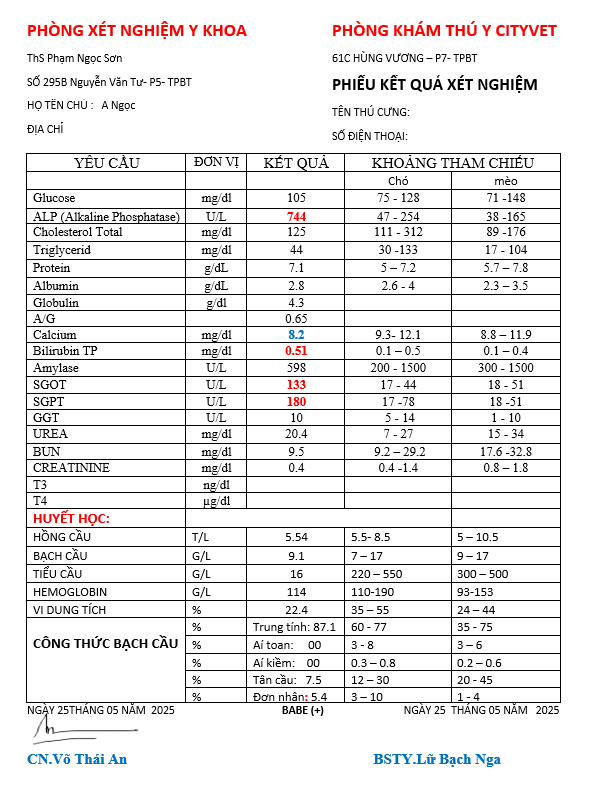 PHÒNG XÉT NGHIỆM Y KHOA
PHÒNG KHÁM THÚ Y CITYVET
ThS Phạm Ngọc Sơn
61C HÙNG VƯƠNG – P7- TPBT
SỐ 295B Nguyễn Văn Tư- P5- TPBT
PHIẾU KẾT QUẢ XÉT NGHIỆM
HỌ TÊN CHỦ : A Ngọc
TÊN THÚ CƯNG:
ĐỊA CHỈ
SỐ ĐIỆN THOẠI:
YÊU CẦU ĐƠN VỊ KẾT QUẢ KHOẢNG THAM CHIẾU
Chó mèo
Glucose mg/dl 105 75 - 128 71 -148
ALP (Alkaline Phosphatase) U/L 744 47 - 254 38 -165
Cholesterol Total mg/dl 125 111 - 312 89 -176
Triglycerid mg/dl 44 30 -133 17 - 104
Protein g/dL 7.1 5 – 7.2 5.7 – 7.8
Albumin g/dL 2.8 2.6 - 4 2.3 – 3.5
Globulin g/dl 4.3
A/G 0.65
Calcium mg/dl 8.2 9.3- 12.1 8.8 – 11.9
Bilirubin TP mg/dl 0.51 0.1 – 0.5 0.1 – 0.4
Amylase U/L 598 200 - 1500 300 - 1500
SGOT U/L 133 17 - 44 18 - 51
SGPT U/L 180 17 -78 18 -51
GGT U/L 10 5 - 14 1 - 10
UREA mg/dl 20.4 7 - 27 15 - 34
BUN mg/dl 9.5 9.2 – 29.2 17.6 -32.8
CREATININE mg/dl 0.4 0.4 -1.4 0.8 – 1.8
T3 ng/dl
T4 µg/dl
HUYẾT HỌC:
HỒNG CẦU T/L 5.54 5.5- 8.5 5 – 10.5
BẠCH CẦU G/L 9.1 7 – 17 9 – 17
TIỂU CẦU G/L 16 220 – 550 300 – 500
HEMOGLOBIN G/L 114 110-190 93-153
VI DUNG TÍCH % 22.4 35 – 55 24 – 44
CÔNG THỨC BẠCH CẦU % Trung tính: 87.1 60 - 77 35 - 75
% Aí toan: 00 3 - 8 3 – 6
% Aí kiềm: 00 0.3 – 0.8 0.2 – 0.6
% Tân cầu: 7.5 12 – 30 20 - 45
% Đơn nhân: 5.4 3 – 10 1 - 4
NGÀY 25THÁNG 05 NĂM 2025 BABE (+) NGÀY 25 THÁNG 05 NĂM 2025
CN.Võ Thái An BSTY.Lữ Bạch Nga